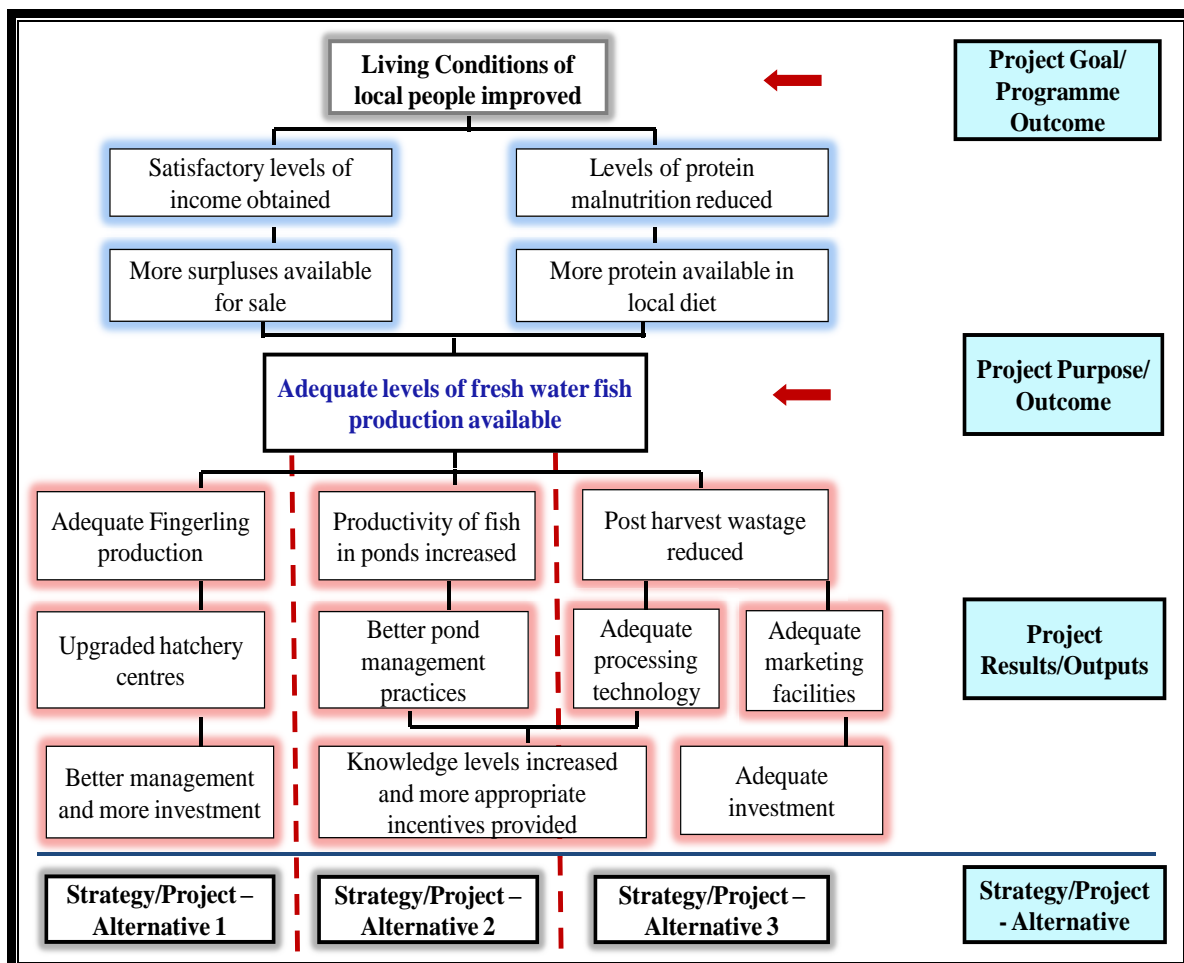 Living Conditions of
local people improved
Project Goal/
Programme
Outcome
Satisfactory levels of
income obtained
Levels of protein
malnutrition reduced
More surpluses available
for sale
More protein available in
local diet
Adequate levels of fresh water fish
production available
Project Purpose/
Outcome
Adequate Fingerling
production
Productivity of fish
in ponds increased
Post harvest wastage
reduced
Upgraded hatchery
centres
Better pond
management
practices
Adequate
processing
technology
Adequate
marketing
facilities
Project
Results/Outputs
Better management
and more investment
Knowledge levels increased
and more appropriate
incentives provided
Adequate
investment
Strategy/Project –
Alternative 1
Strategy/Project –
Alternative 2
Strategy/Project –
Alternative 3
Strategy/Project
- Alternative